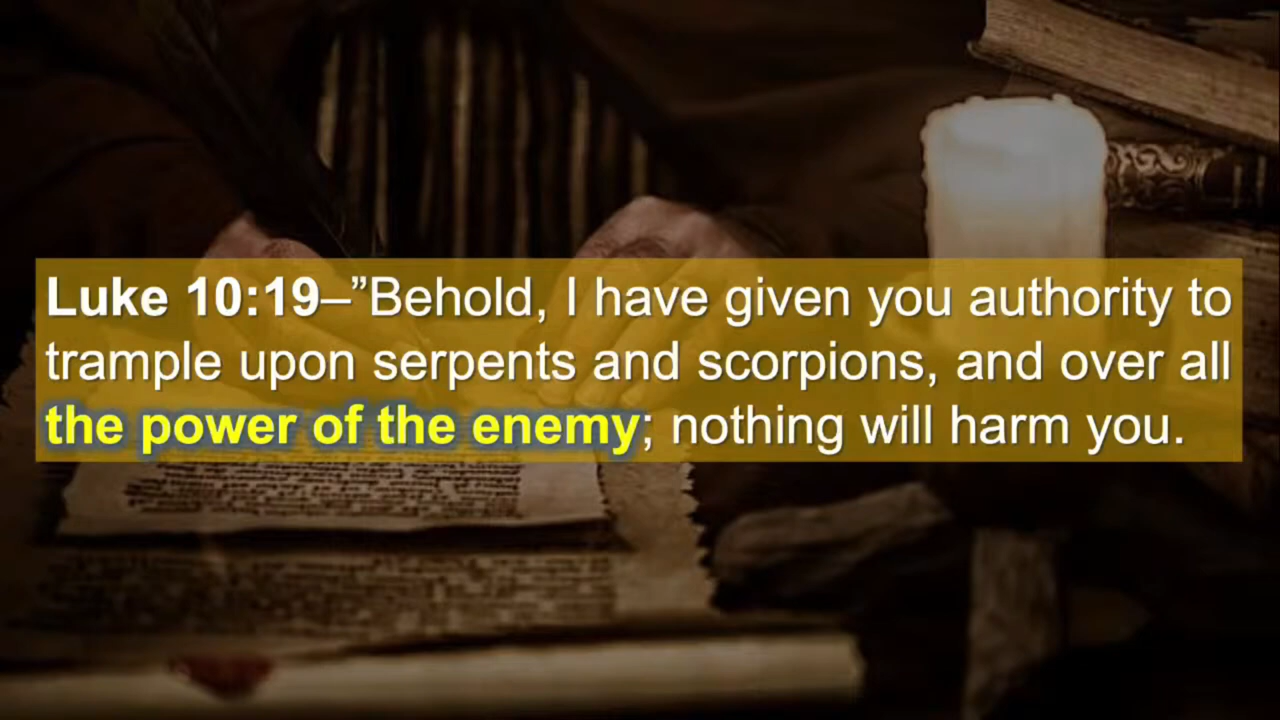 Luke 10:19–”Behold, I have given you authority to
trample upon serpents and scorpions, and over all
the power of the enemy; nothing will harm you.